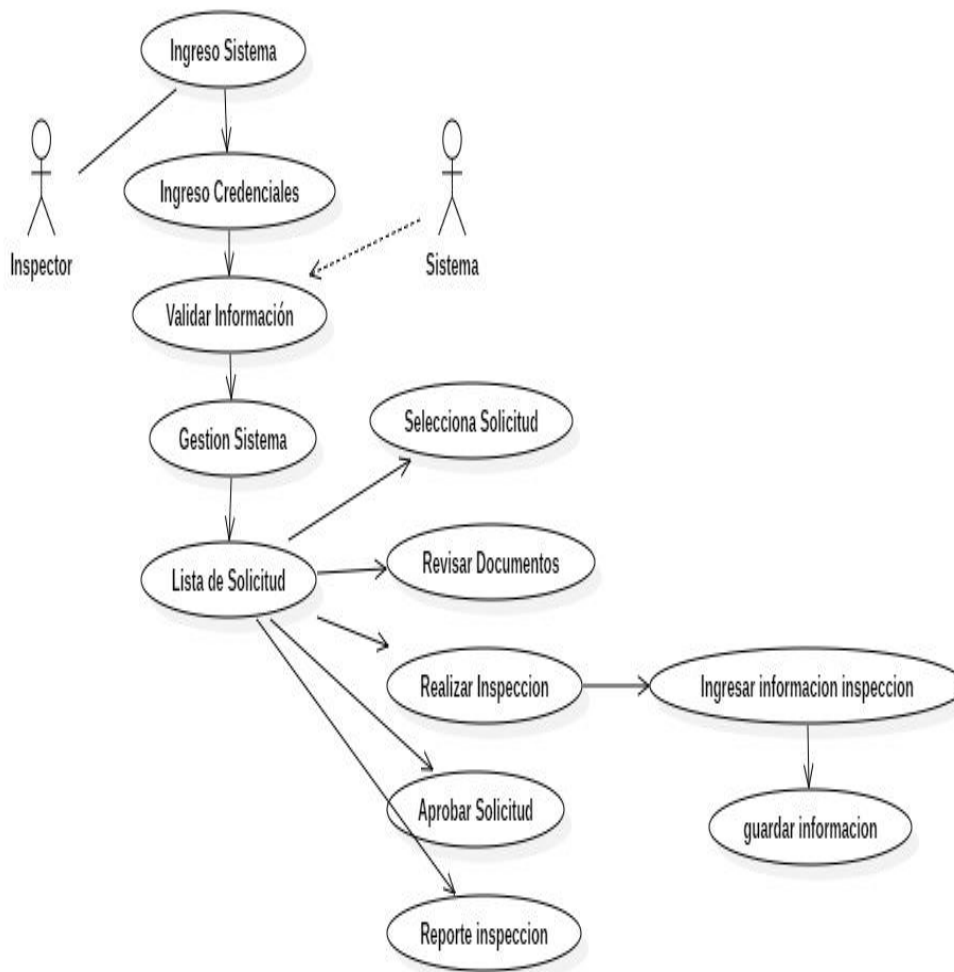 Ingreso Sistema
Ingreso Credenciales
Inspector
Sistema
Validar Información
Selecciona Solicitud
Gestion Sistema
Revisar Documentos
Lista de Solicitud
Realizar Inspeccion
Ingresar informacion inspeccion
Aprobar Solicitud
guardar informacion
Reporte inspeccion